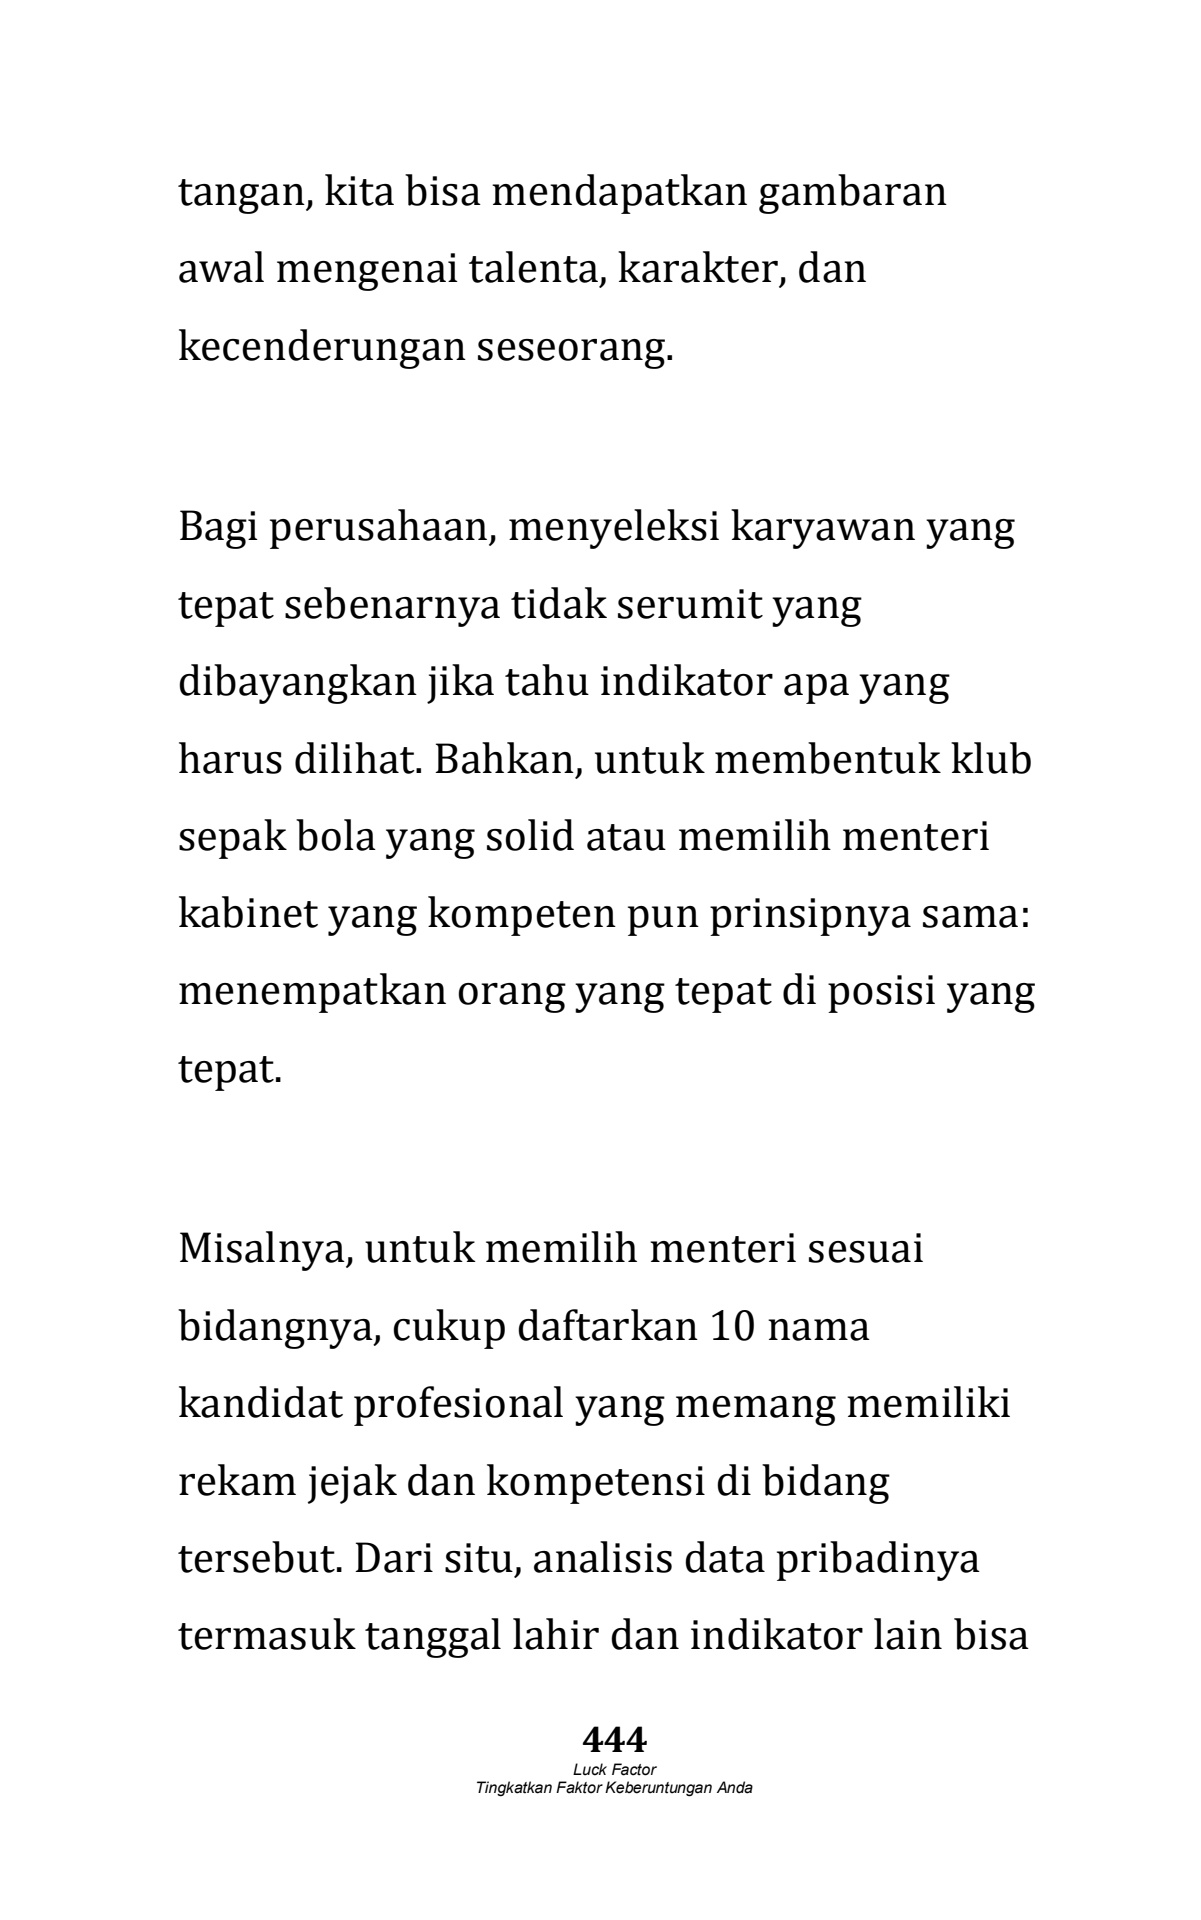 tangan, kita bisa mendapatkan gambaran
awal mengenai talenta, karakter, dan
kecenderungan seseorang.
Bagi perusahaan, menyeleksi karyawan yang
tepat sebenarnya tidak serumit yang
dibayangkan jika tahu indikator apa yang
harus dilihat. Bahkan, untuk membentuk klub
sepak bola yang solid atau memilih menteri
kabinet yang kompeten pun prinsipnya sama:
menempatkan orang yang tepat di posisi yang
tepat.
Misalnya, untuk memilih menteri sesuai
bidangnya, cukup daftarkan 10 nama
kandidat profesional yang memang memiliki
rekam jejak dan kompetensi di bidang
tersebut. Dari situ, analisis data pribadinya
termasuk tanggal lahir dan indikator lain bisa
444
Luck Factor
Tingkatkan Faktor Keberuntungan Anda